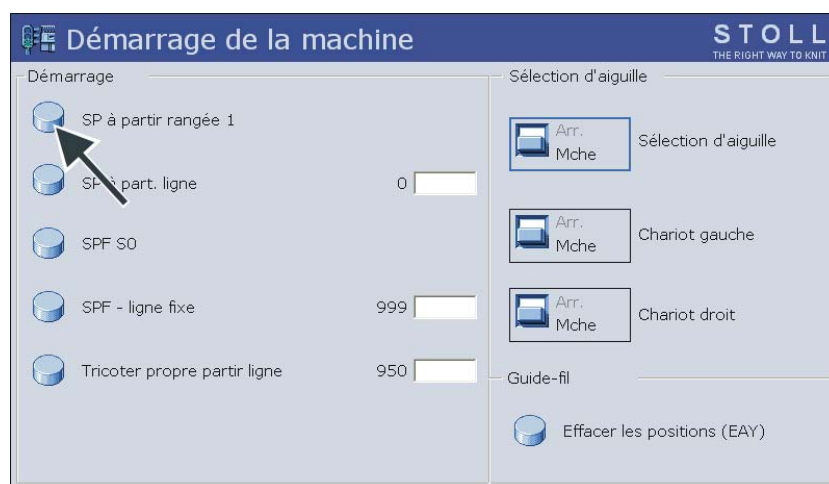 Démarrage de la machine
STOLL
THE RIGHT WAY TO KNIT
Démarrage
SP à partir rangée 1
SP à part. ligne 0
SPF S0
SPF - ligne fixe 999
Tricoter propre partir ligne 950
Sélection d'aiguille
Arr.
Mche
Sélection d'aiguille
Arr.
Mche
Chariot gauche
Arr.
Mche
Chariot droit
Guide-fil
Effacer les positions (EAY)